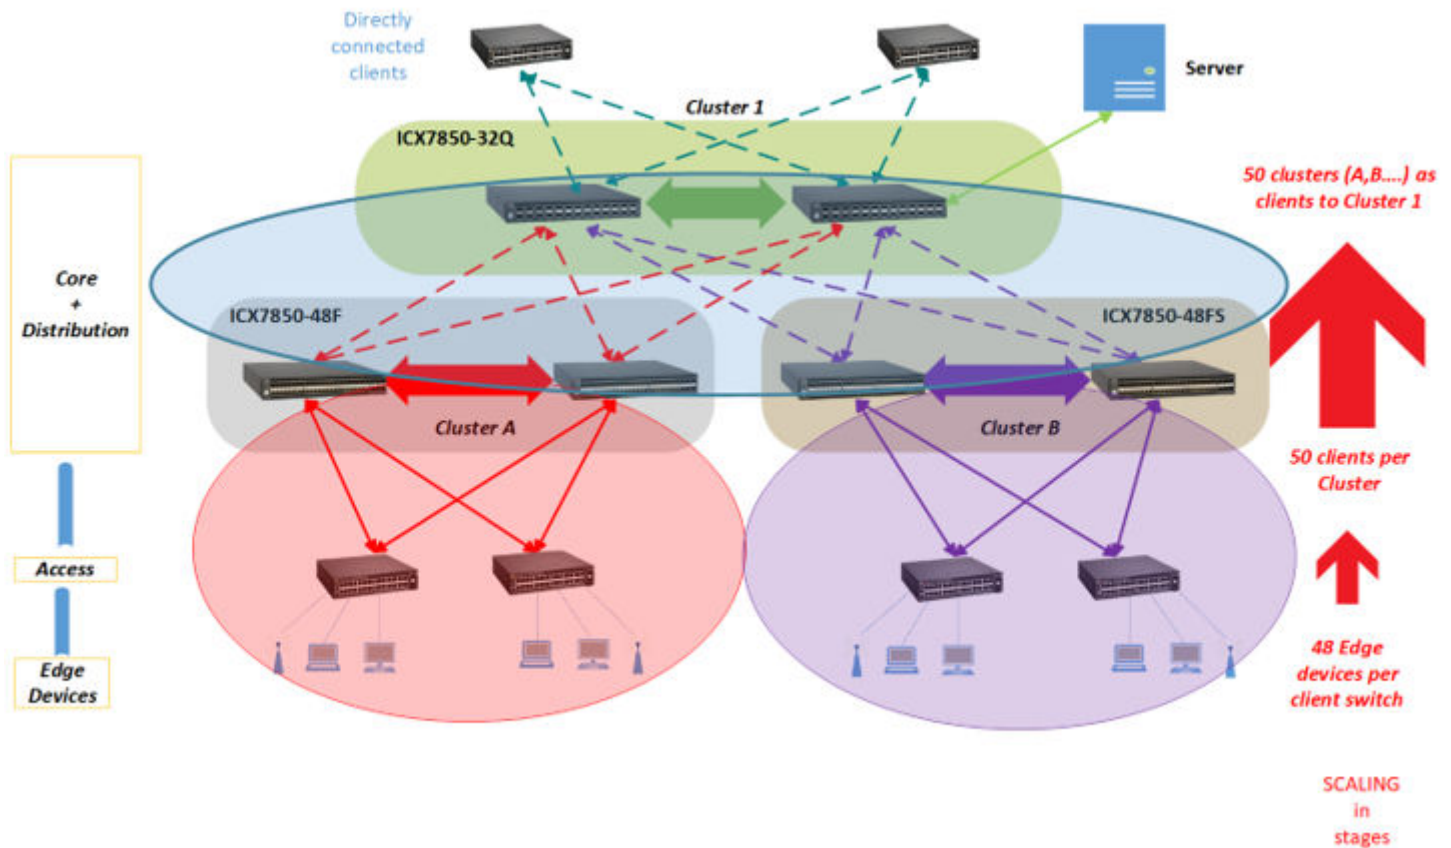 Directly
connected
clients
Cluster 1
Server
ICX7850-32Q
50 clusters (A,B....) as
clients to Cluster 1
Core
+
Distribution
ICX7850-48F
ICX7850-48FS
Cluster A
Cluster B
50 clients per
Cluster
Access
Edge
Devices
48 Edge
devices per
client switch
SCALING
in
stages